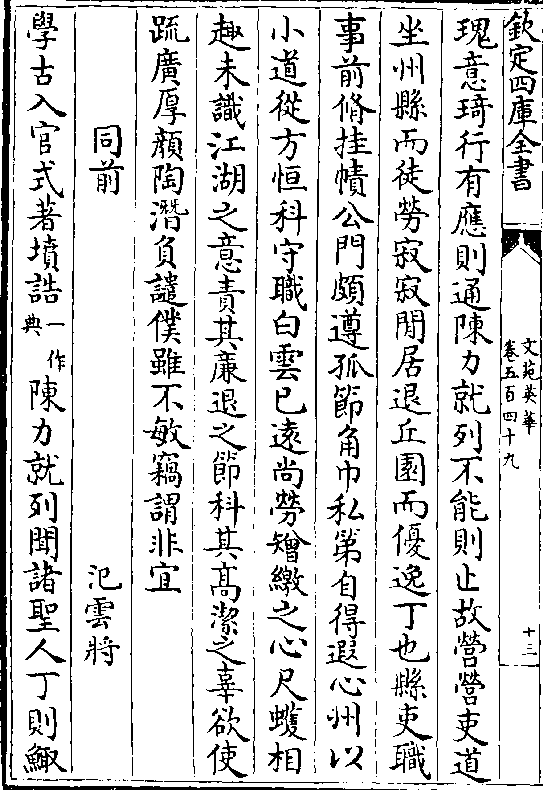 欽定四庫全書
文苑英華
卷五百四十九
十三
瑰意琦行有應則通陳力就列不能則止故營營吏道
坐州縣而徒勞寂寂閒居退丘園而優逸丁也縣吏職
事前脩挂幘公門頗遵孤節角巾私第自得遐心州以
小道從方恒科守職白雲已遠尚勞矰繳之心尺蠖相
趣未識江湖之意責其亷退之節科其髙潔之辜欲使
䟽廣厚顔陶潛負譴僕雖不敏竊謂非宜
同前
氾雲將
學古入官式著墳誥一作典陳力就列聞諸聖人丁則鯫